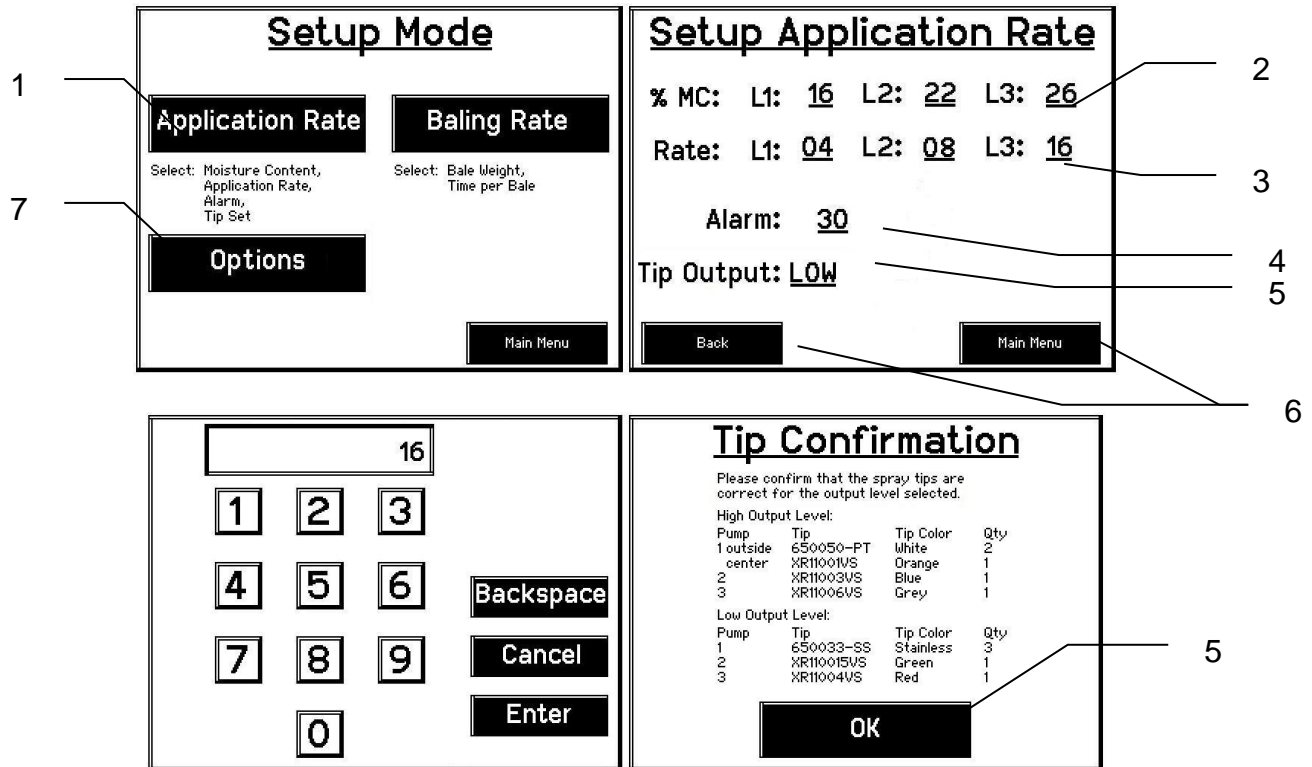 Setup Mode
1
Application Rate
Baling Rate
Select: Moisture Content,
Application Rate,
Alarm,
Tip Set
Select: Bale Weight,
Time per Bale
7
Options
Main Menu
Setup Application Rate
% MC: L1: 16 L2: 22 L3: 26
2
Rate: L1: 04 L2: 08 L3: 16
3
Alarm: 30
4
Tip Output: LOW
5
Back
Main Menu
6
16
1 2 3
4 5 6
7 8 9
0
Backspace
Cancel
Enter
Tip Confirmation
Please confirm that the spray tips are
correct for the output level selected.
High Output Level:
Pump Tip Tip Color Qty
1 outside 650050-PT White 2
center XR11001VS Orange 1
2 XR11003VS Blue 1
3 XR11006VS Grey 1
Low Output Level:
Pump Tip Tip Color Qty
1 650033-SS Stainless 3
2 XR110015VS Green 1
3 XR11004VS Red 1
5
OK